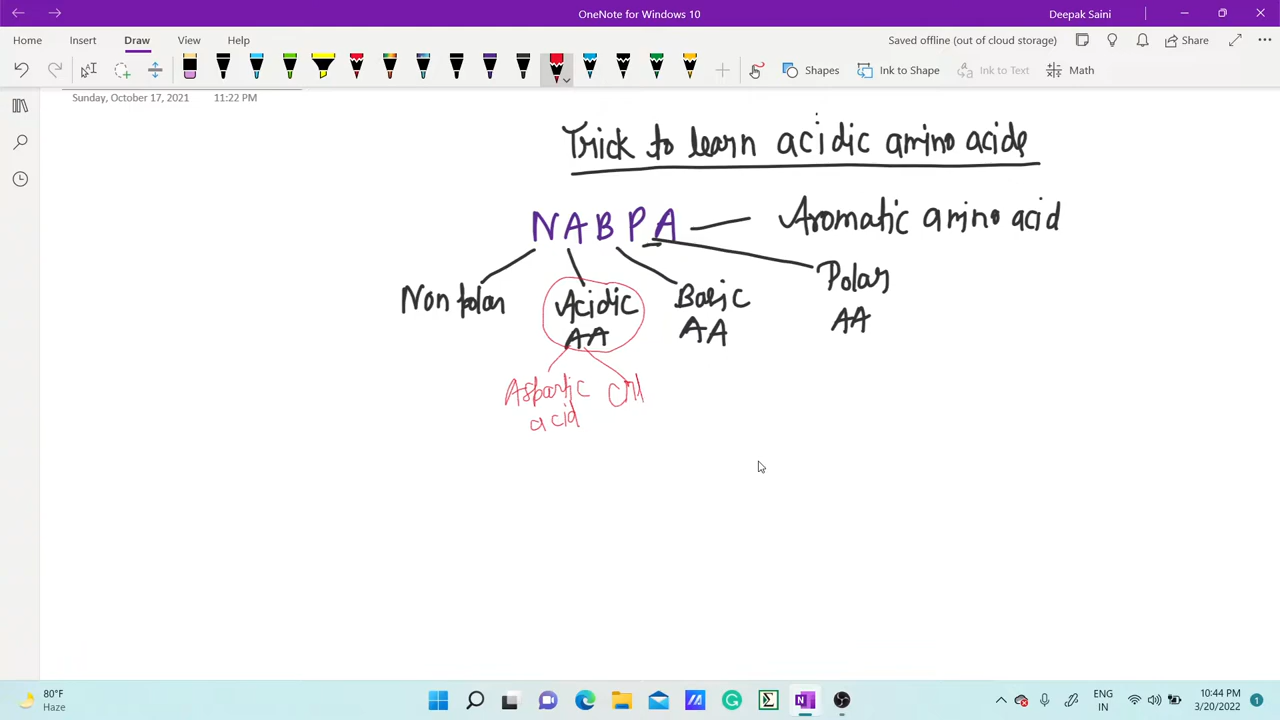 OneNote for Windows 10
Deepak Saini
Home Insert Draw View Help
Saved offline (out of cloud storage)
Share
Shapes
Ink to Shape
Ink to Text
Math
Sunday, October 17, 2021 11:22 PM
Trick to learn acidic amino acids
NABPA
Aromatic amino acid
Non polar
Acidic
AA
Basic
AA
Polar
AA
Aspartic
acid
80°F
Haze
ENG
IN
10:44 PM
3/20/2022
1